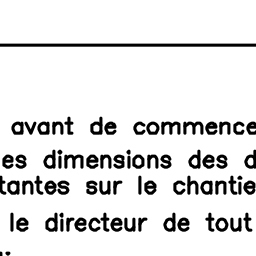 avant de commence
es dimensions des d
tantes sur le chantie
le directeur de tout